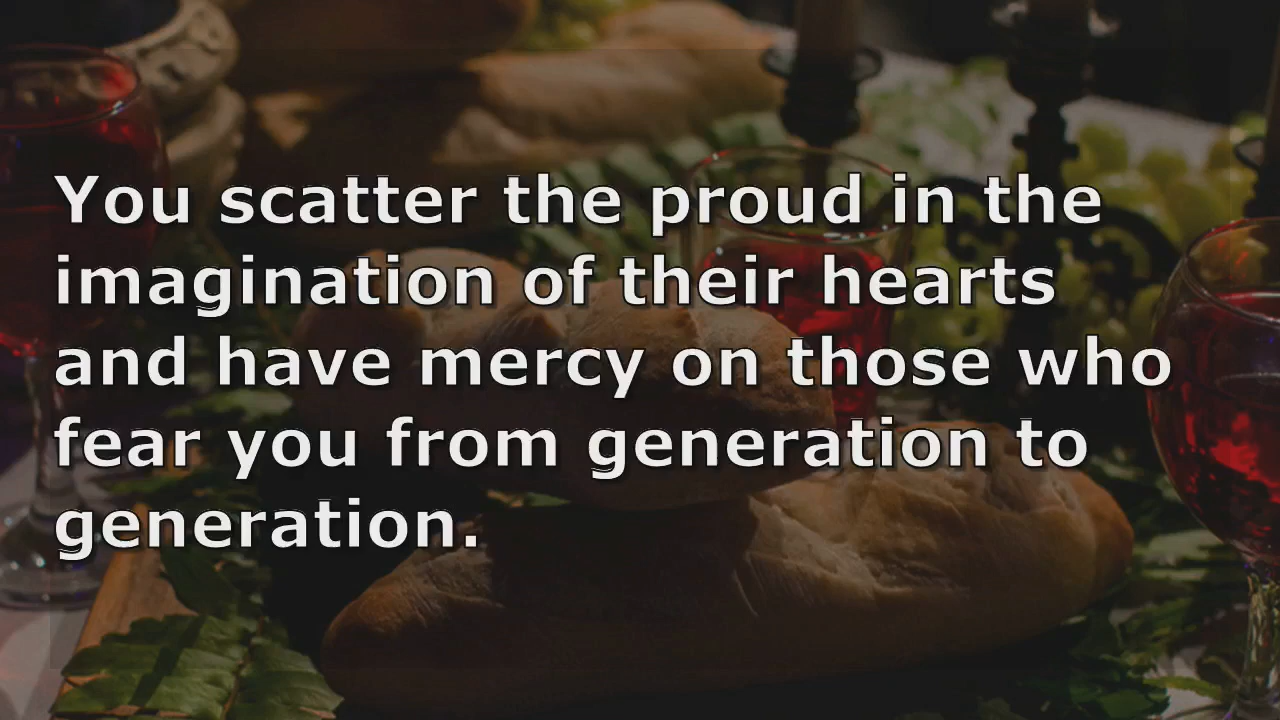 You scatter the proud in the
imagination of their hearts
and have mercy on those who
fear you from generation to
generation.